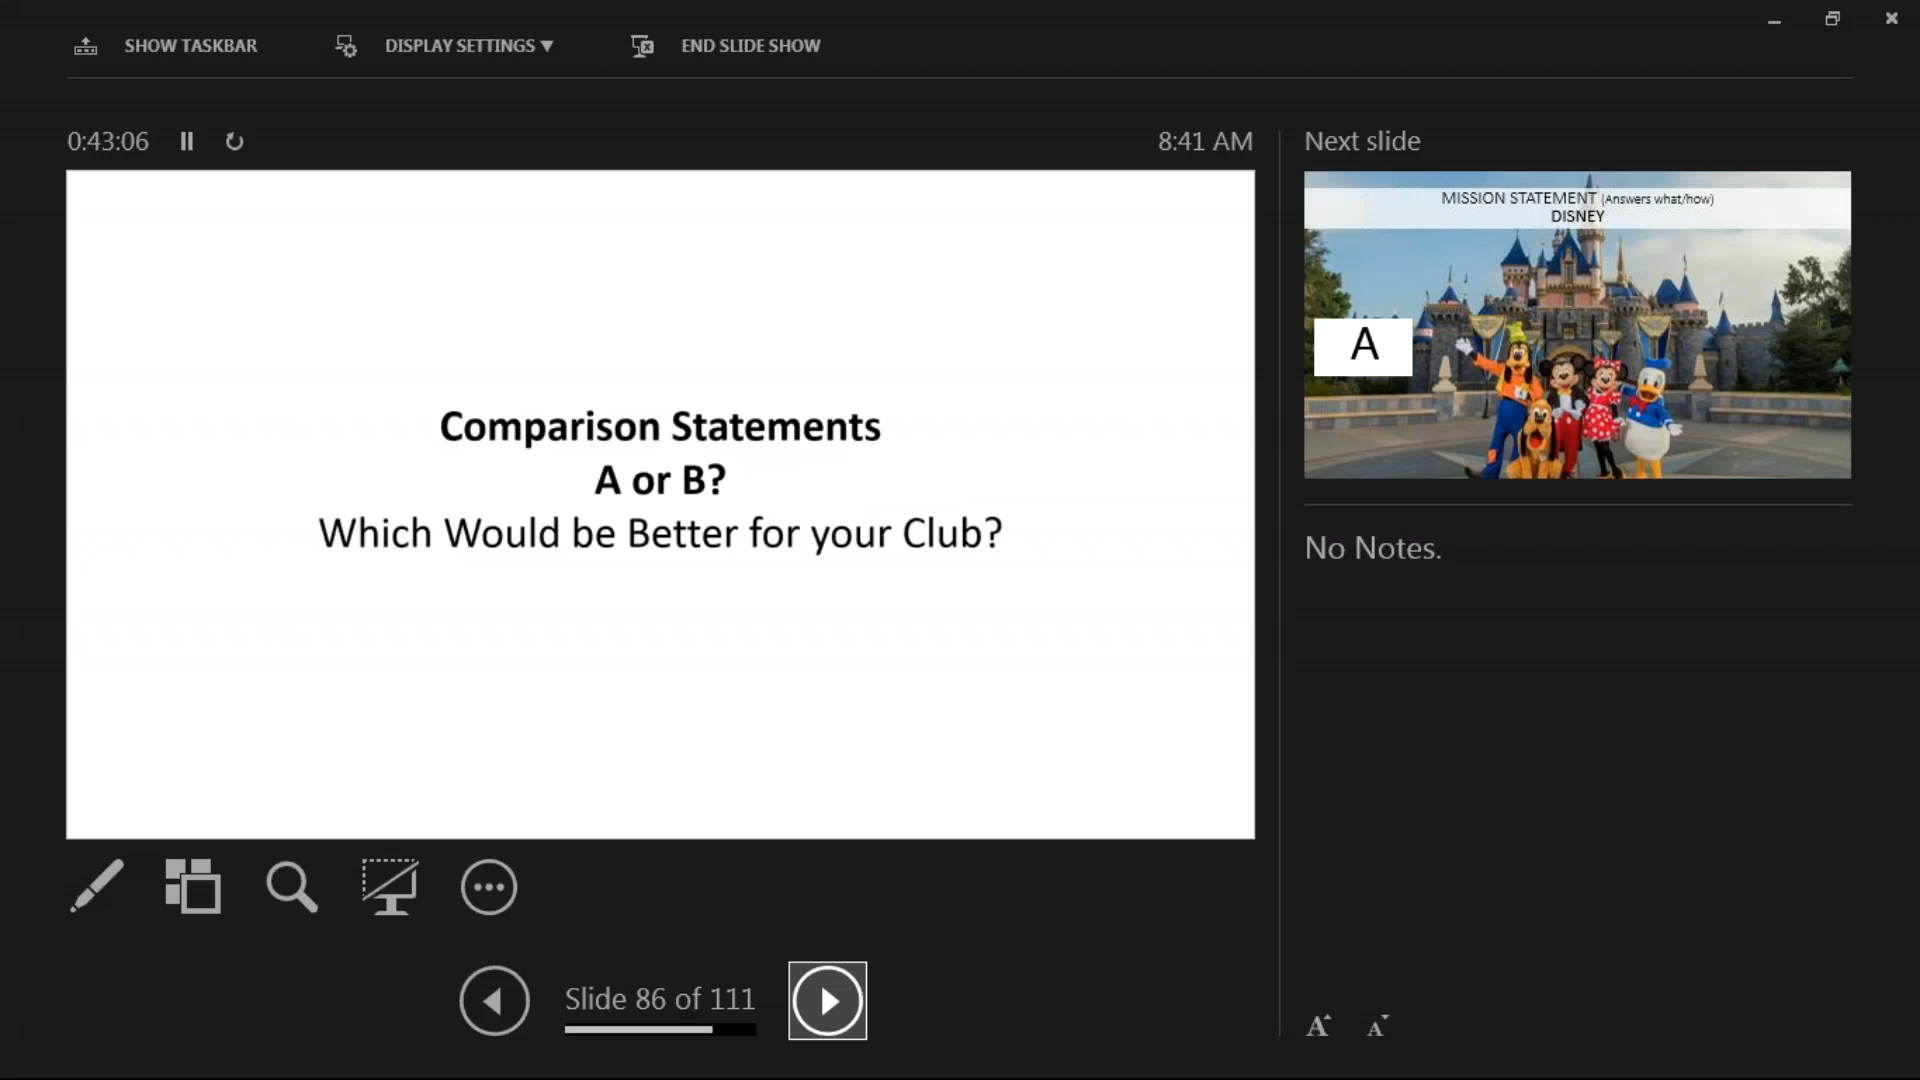 SHOW TASKBAR
DISPLAY SETTINGS ▼
END SLIDE SHOW
0:43:06
8:41 AM
Comparison Statements
A or B?
Which Would be Better for your Club?
Slide 86 of 111
Next slide
MISSION STATEMENT (Answers what/how)
DISNEY
A
No Notes.
A A